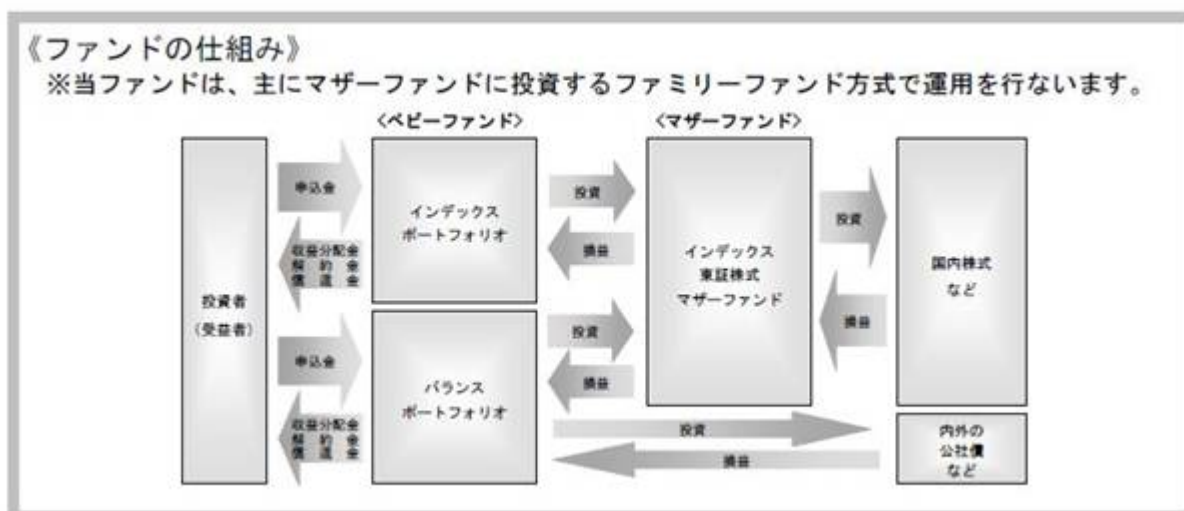 《ファンドの仕組み》
※当ファンドは、主にマザーファンドに投資するファミリーファンド方式で運用を行ないます。
〈ベビーファンド〉
〈マザーファンド〉
投資者
(受益者)
申込金
収益分配金
解約金
償還金
申込金
収益分配金
解約金
償還金
インデックス
ポートフォリオ
バランス
ポートフォリオ
投資
損益
投資
損益
インデックス
東証株式
マザーファンド
投資
損益
国内株式
など
投資
損益
内外の
公社債
など